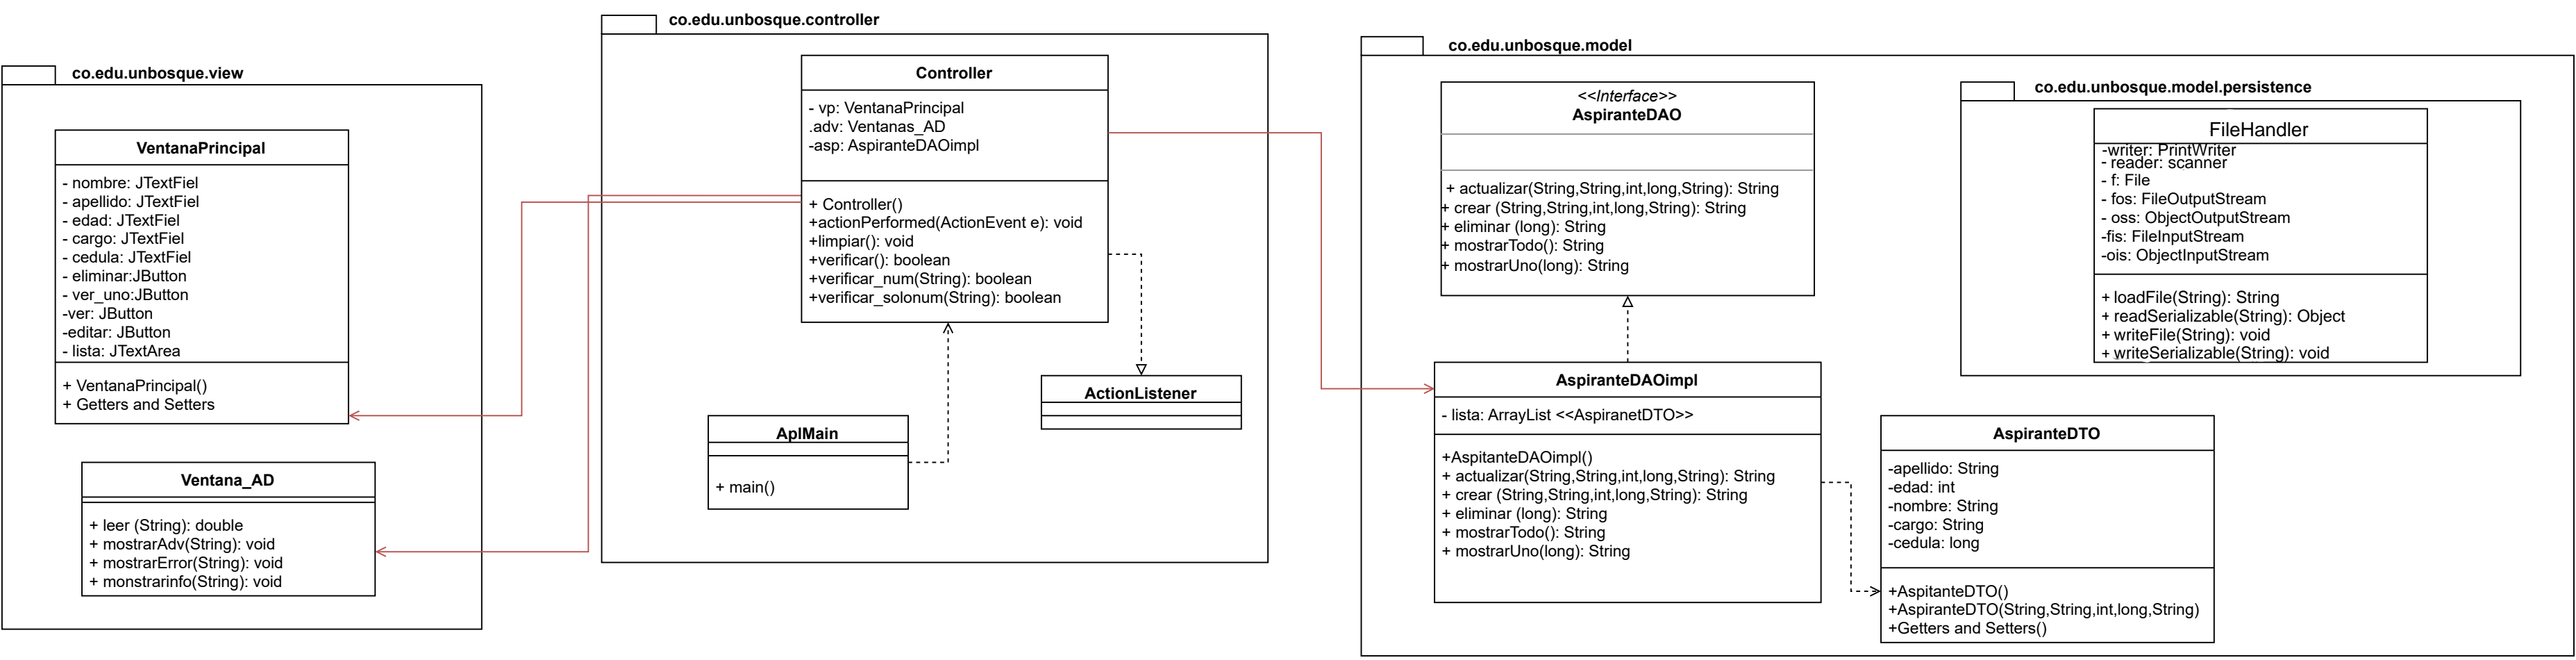 co.edu.unbosque.view
VentanaPrincipal
- nombre: JTextFiel
- apellido: JTextFiel
- edad: JTextFiel
- cargo: JTextFiel
- cedula: JTextFiel
- eliminar:JButton
- ver_uno:JButton
-ver: JButton
-editar: JButton
- lista: JTextArea
+ VentanaPrincipal()
+ Getters and Setters
Ventana_AD
+ leer (String): double
+ mostrarAdv(String): void
+ mostrarError(String): void
+ monstrarinfo(String): void
co.edu.unbosque.controller
Controller
- vp: VentanaPrincipal
.adv: Ventanas_AD
-asp: AspiranteDAOimpl
+ Controller()
+actionPerformed(ActionEvent e): void
+limpiar(): void
+verificar(): boolean
+verificar_num(String): boolean
+verificar_solonum(String): boolean
ActionListener
AplMain
+ main()
co.edu.unbosque.model
<<Interface>>
AspiranteDAO
+ actualizar(String,String,int,long,String): String
+ crear (String,String,int,long,String): String
+ eliminar (long): String
+ mostrarTodo(): String
+ mostrarUno(long): String
AspiranteDAOimpl
- lista: ArrayList <<AspiranetDTO>>
+AspitanteDAOimpl()
+ actualizar(String,String,int,long,String): String
+ crear (String,String,int,long,String): String
+ eliminar (long): String
+ mostrarTodo(): String
+ mostrarUno(long): String
co.edu.unbosque.model.persistence
FileHandler
-writer: PrintWriter
- reader: scanner
- f: File
- fos: FileOutputStream
- oss: ObjectOutputStream
-fis: FileInputStream
-ois: ObjectInputStream
+ loadFile(String): String
+ readSerializable(String): Object
+ writeFile(String): void
+ writeSerializable(String): void
AspiranteDTO
-apellido: String
-edad: int
-nombre: String
-cargo: String
-cedula: long
+AspitanteDTO()
+AspiranteDTO(String,String,int,long,String)
+Getters and Setters()